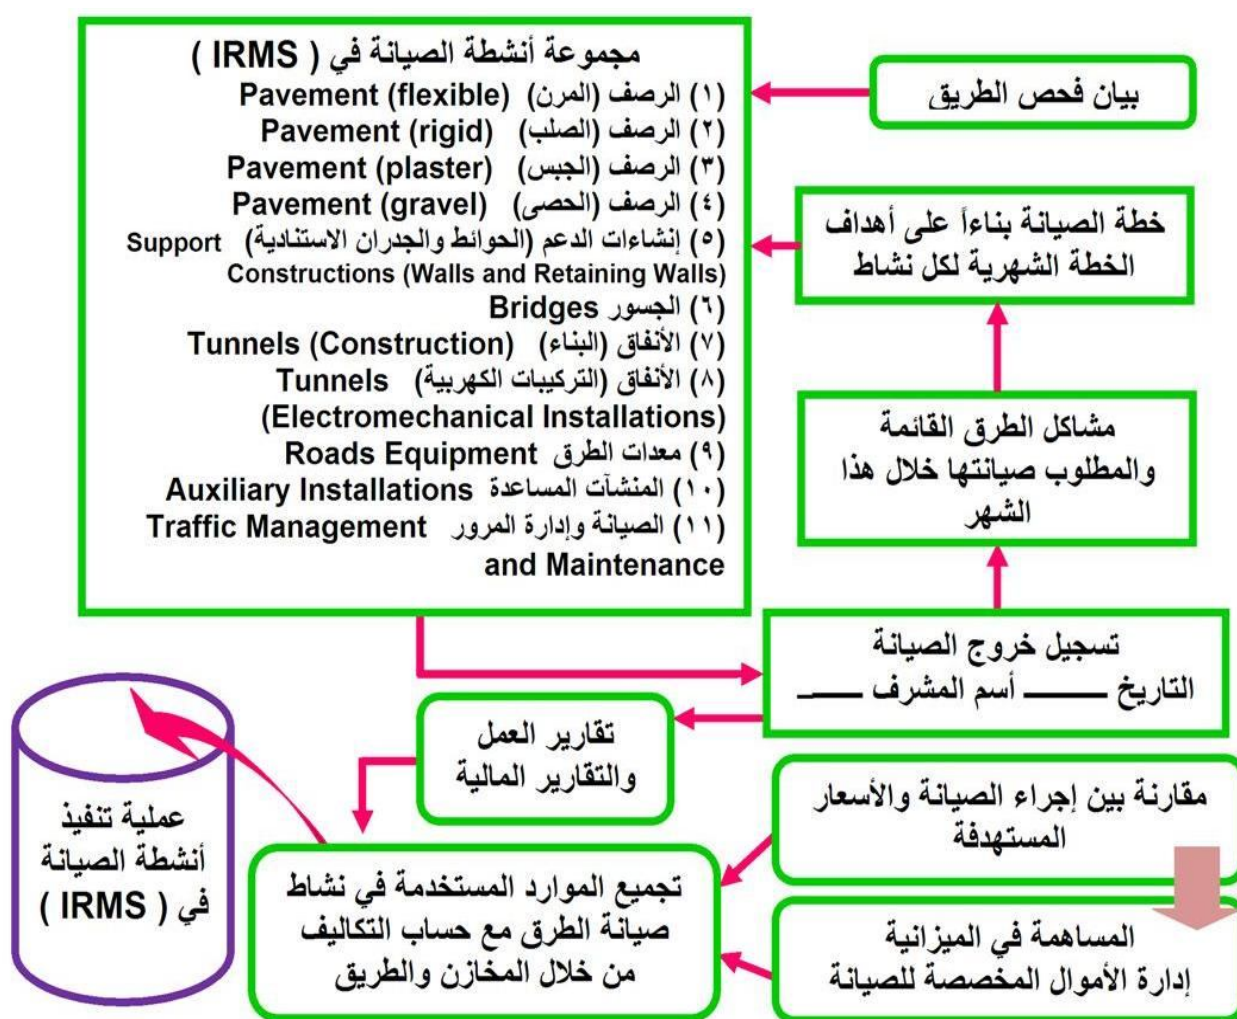 مجموعة أنشطة الصيانة في ( IRMS )
(١) الرصف (المرن) Pavement (flexible)
(٢) الرصف (الصلب) Pavement (rigid)
(٣) الرصف (الجبس) Pavement (plaster)
(٤) الرصف (الحصى) Pavement (gravel)
(٥) إنشاءات الدعم (الحوائط والجدران الاستنادية) Support
Constructions (Walls and Retaining Walls)
(٦) الجسور Bridges
(٧) الأنفاق (البناء) Tunnels (Construction)
(٨) الأنفاق (التركيبات الكهربية) Tunnels
(Electromechanical Installations)
(٩) معدات الطرق Roads Equipment
(١٠) المنشآت المساعدة Auxiliary Installations
(١١) الصيانة وإدارة المرور Traffic Management
and Maintenance
بيان فحص الطريق
خطة الصيانة بناءاً على أهداف
الخطة الشهرية لكل نشاط
مشاكل الطرق القائمة
والمطلوب صيانتها خلال هذا
الشهر
تسجيل خروج الصيانة
التاريخ ـــــــــ أسم المشرف ـــــــ
تقارير العمل
والتقارير المالية
مقارنة بين إجراء الصيانة والأسعار
المستهدفة
المساهمة في الميزانية
إدارة الأموال المخصصة للصيانة
تجميع الموارد المستخدمة في نشاط
صيانة الطرق مع حساب التكاليف
من خلال المخازن والطريق
عملية تنفيذ
أنشطة الصيانة
في ( IRMS )